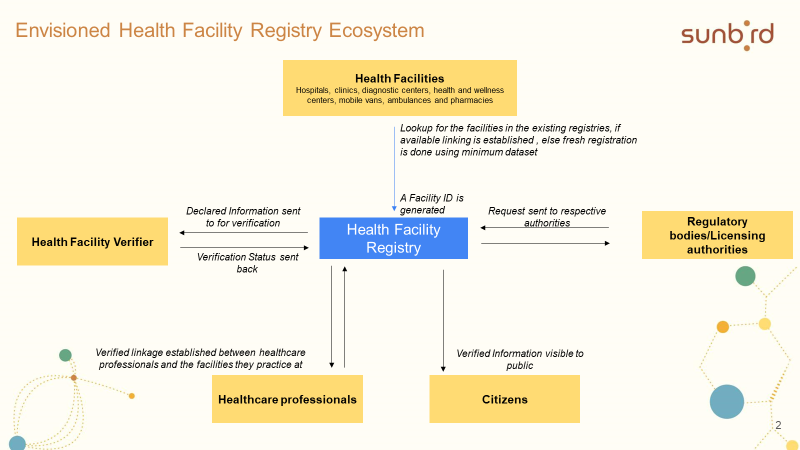 Envisioned Health Facility Registry Ecosystem
sunbird
Health Facilities
Hospitals, clinics, diagnostic centers, health and wellness
centers, mobile vans, ambulances and pharmacies
Lookup for the facilities in the existing registries, if
available linking is established , else fresh registration
is done using minimum dataset
A Facility ID is
generated
Declared Information sent
to for verification
Request sent to respective
authorities
Health Facility Verifier
Health Facility
Registry
Regulatory
bodies/Licensing
authorities
Verification Status sent
back
Verified linkage established between healthcare
professionals and the facilities they practice at
Verified Information visible to
public
Healthcare professionals
Citizens
2